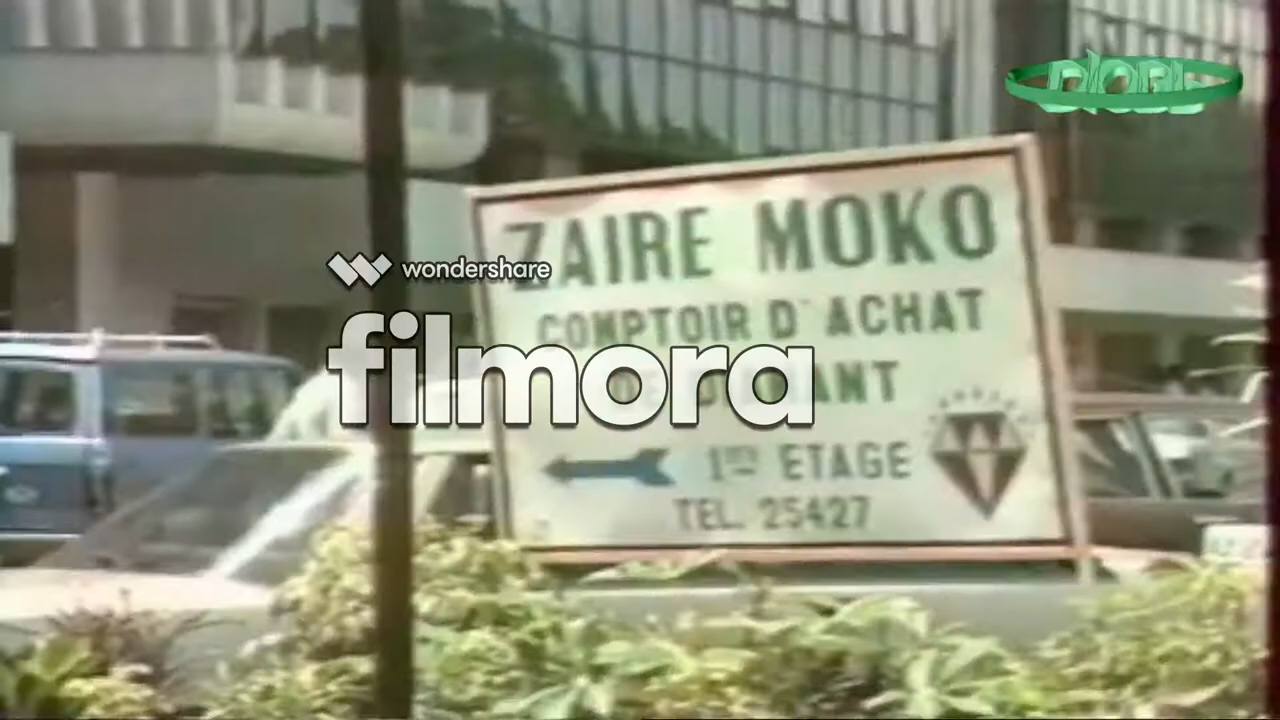 ZAIRE MOKO
COMPTOIR D'ACHAT
TEL. 25427
1ER ETAGE
wondershare
filmora